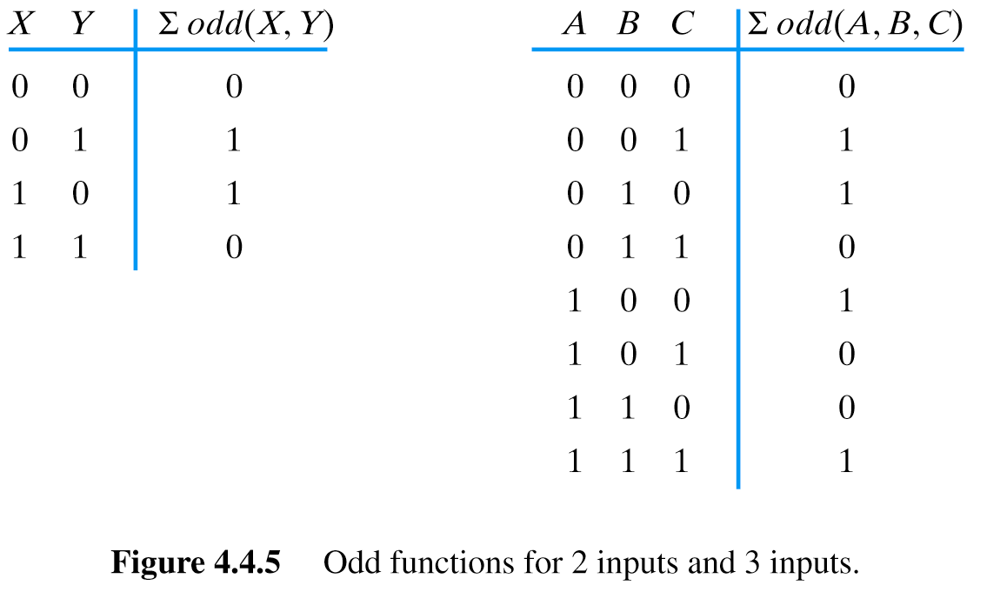 X Y Σ odd(X, Y) A B C Σ odd(A, B, C)
0 0 0 0 0 0 0
0 1 1 0 0 1 1
1 0 1 0 1 0 1
1 1 0 0 1 1 0
1 0 0 1
1 0 1 0
1 1 0 0
1 1 1 1
Figure 4.4.5 Odd functions for 2 inputs and 3 inputs.